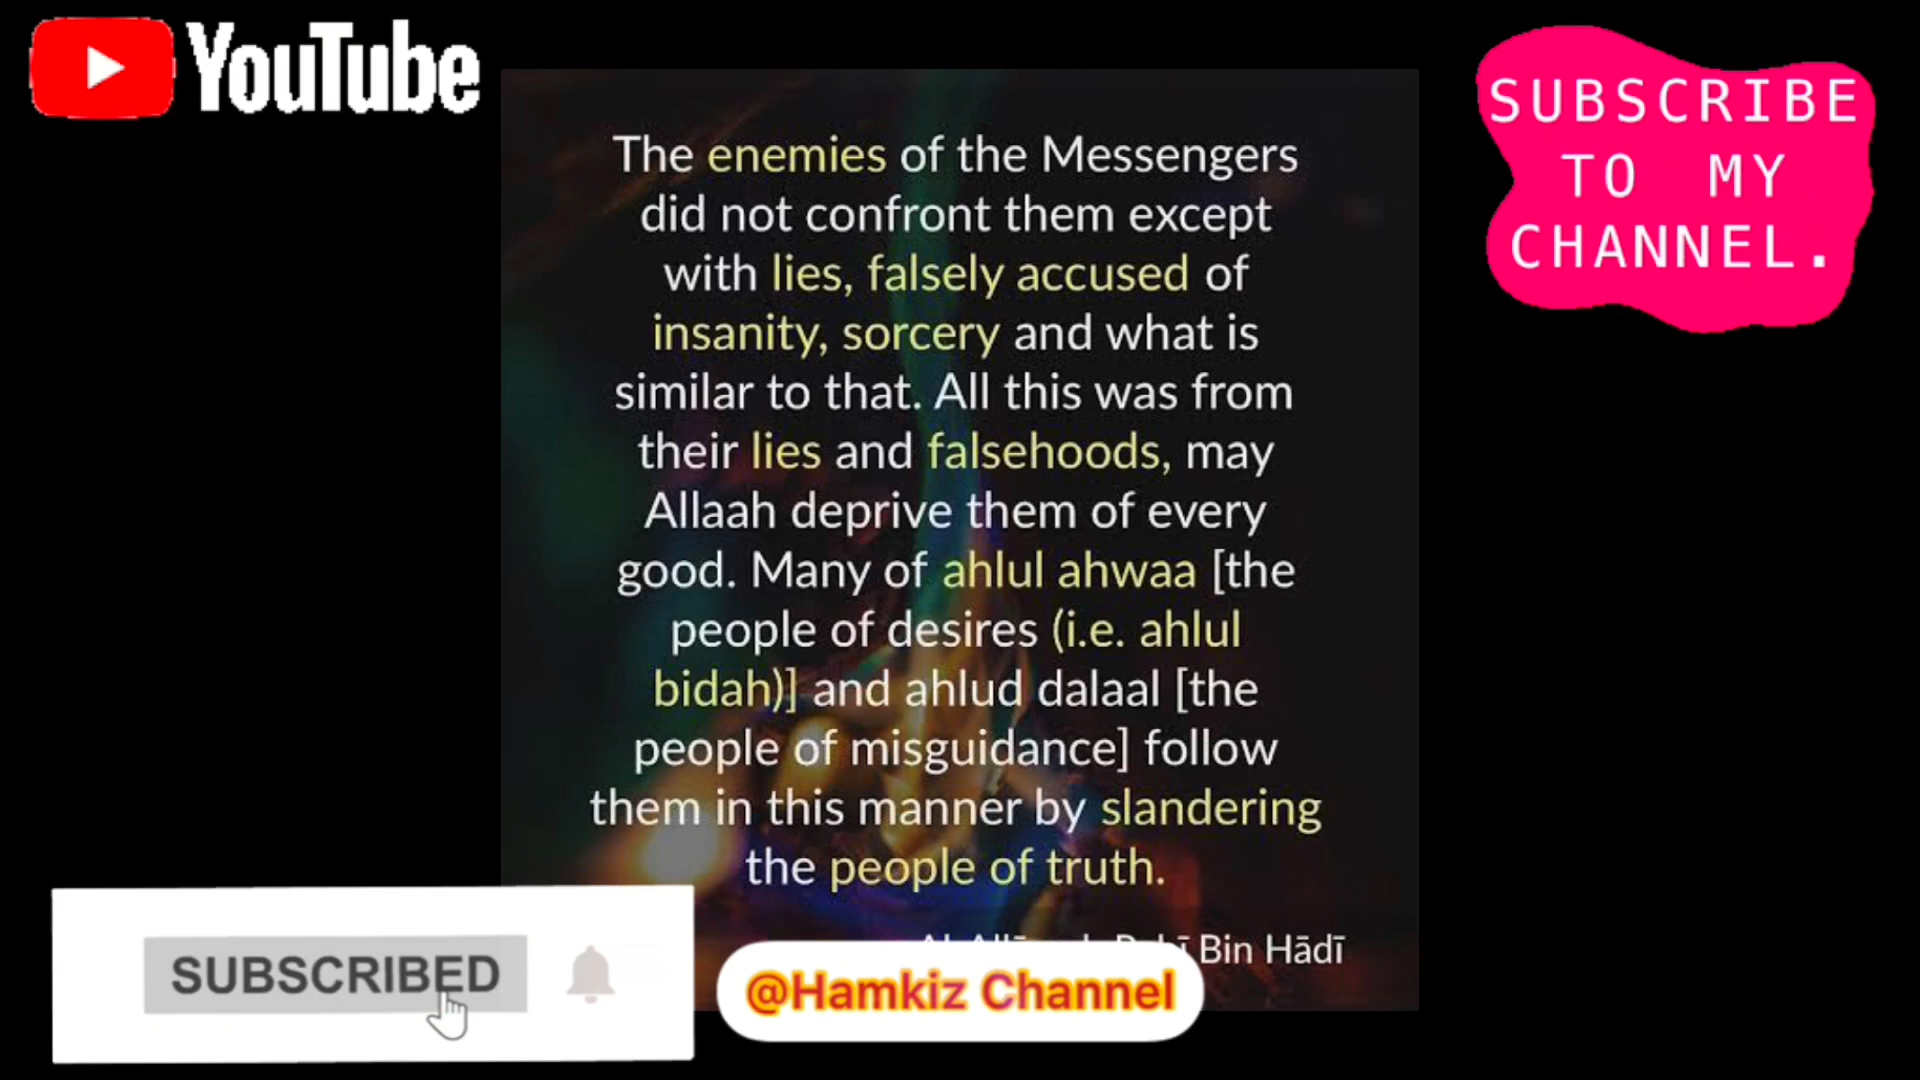 YouTube
SUBSCRIBE
TO MY
CHANNEL.
The enemies of the Messengers
did not confront them except
with lies, falsely accused of
insanity, sorcery and what is
similar to that. All this was from
their lies and falsehoods, may
Allaah deprive them of every
good. Many of ahlul ahwaa [the
people of desires (i.e. ahlul
bidah)] and ahlud dalaal [the
people of misguidance] follow
them in this manner by slandering
the people of truth.
Bin Hādī
SUBSCRIBED
@Hamkiz Channel